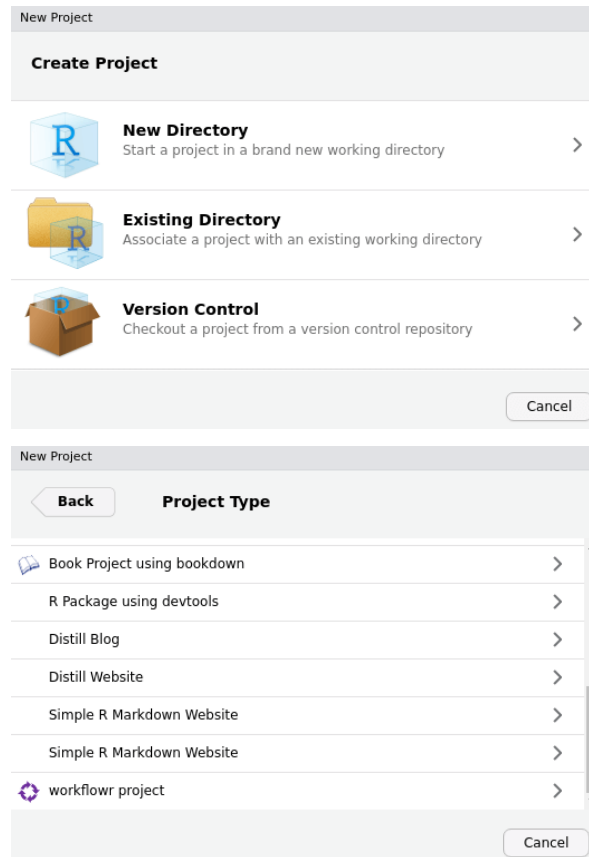 New Project
Create Project
R
New Directory
Start a project in a brand new working directory
R
Existing Directory
Associate a project with an existing working directory
R
Version Control
Checkout a project from a version control repository
Cancel
New Project
Back
Project Type
Book Project using bookdown
R Package using devtools
Distill Blog
Distill Website
Simple R Markdown Website
Simple R Markdown Website
workflowr project
Cancel